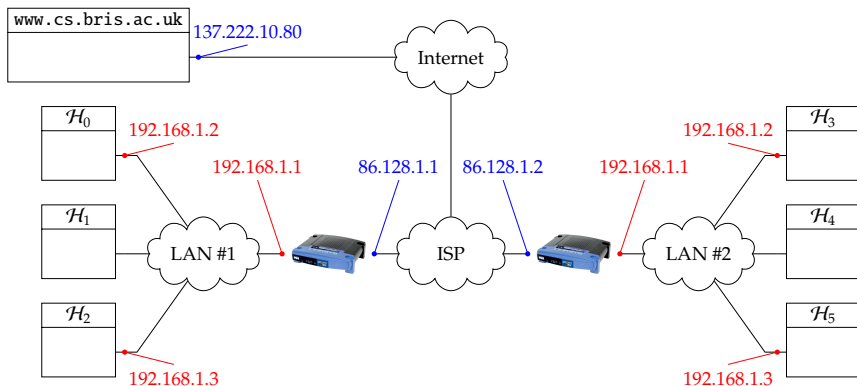 www.cs.bris.ac.uk
137.222.10.80
Internet
H0
192.168.1.2
192.168.1.2
H3
192.168.1.1
86.128.1.1
86.128.1.2
192.168.1.1
H1
H4
LAN #1
ISP
LAN #2
H2
H5
192.168.1.3
192.168.1.3